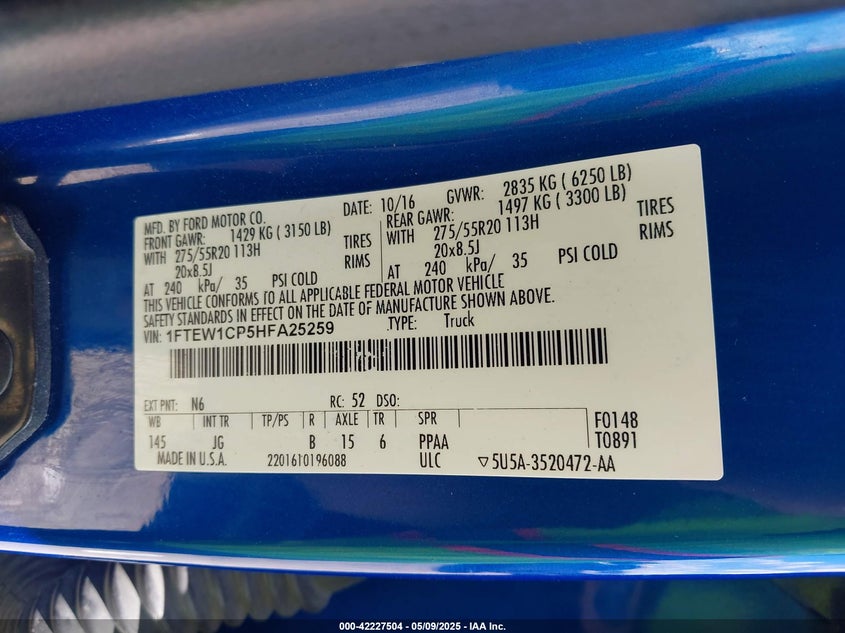 MFD. BY FORD MOTOR CO. DATE: 10/16 GVWR: 2835 KG ( 6250 LB)
FRONT GAWR: 1429 KG ( 3150 LB) REAR GAWR: 1497 KG ( 3300 LB)
WITH 275/55R20 113H TIRES WITH 275/55R20 113H TIRES
20x8.5J RIMS 20x8.5J RIMS
AT 240 kPa/ 35 PSI COLD AT 240 kPa/ 35 PSI COLD
THIS VEHICLE CONFORMS TO ALL APPLICABLE FEDERAL MOTOR VEHICLE
SAFETY STANDARDS IN EFFECT ON THE DATE OF MANUFACTURE SHOWN ABOVE.
VIN: 1FTEW1CP5HFA25259 TYPE: Truck
EXT PNT: N6 RC: 52 DSO:
WB INT TR TP/PS R AXLE TR SPR F0148
145 JG B 15 6 PPAA T0891
MADE IN U.S.A. 2201610196088 ULC ▽5U5A-3520472-AA
000-42227504 — 05/09/2025 — IAA Inc.